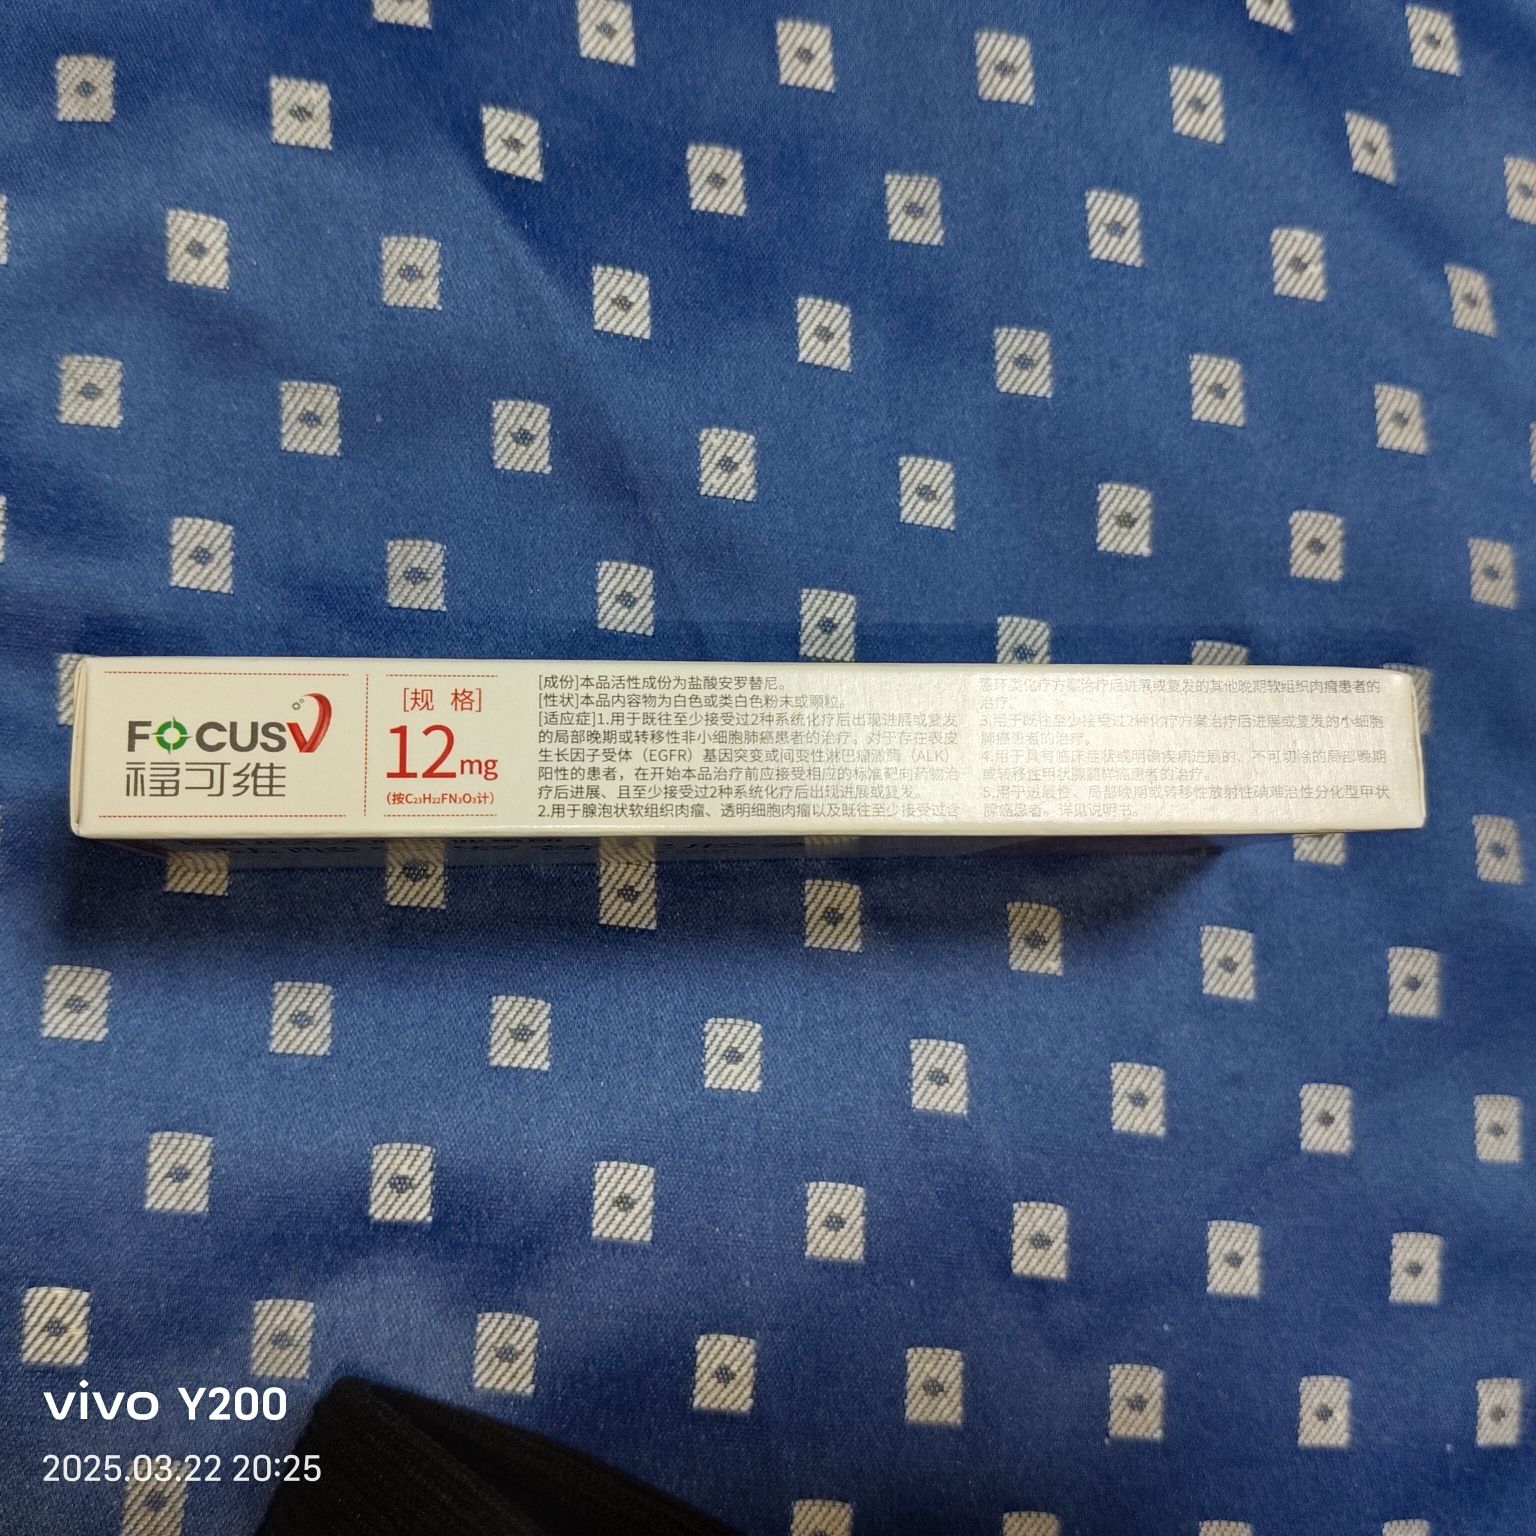 FOCUSV
福可维
[规 格]
12mg
(按C₂₃H₂₂FN₃O₃计)
[成份]本品活性成份为盐酸安罗替尼。
[性状]本品内容物为白色或类白色粉末或颗粒。
[适应症]1.用于既往至少接受过2种系统化疗后出现进展或复发
的局部晚期或转移性非小细胞肺癌患者的治疗。对于存在表皮
生长因子受体（EGFR）基因突变或间变性淋巴瘤激酶（ALK）
阳性的患者，在开始本品治疗前应接受相应的标准靶向药物治
疗后进展、且至少接受过2种系统化疗后出现进展或复发。
2.用于腺泡状软组织肉瘤、透明细胞肉瘤以及既往至少接受过含
蒽环类化疗方案治疗后进展或复发的其他晚期软组织肉瘤患者的
治疗。
3.用于既往至少接受过2种化疗方案治疗后进展或复发的小细胞
肺癌患者的治疗。
4.用于具有临床症状或明确疾病进展的、不可切除的局部晚期
或转移性甲状腺髓样癌患者的治疗。
5.用于进展性、局部晚期或转移性放射性碘难治性分化型甲状
腺癌患者。详见说明书。
vivo Y200
2025.03.22 20:25